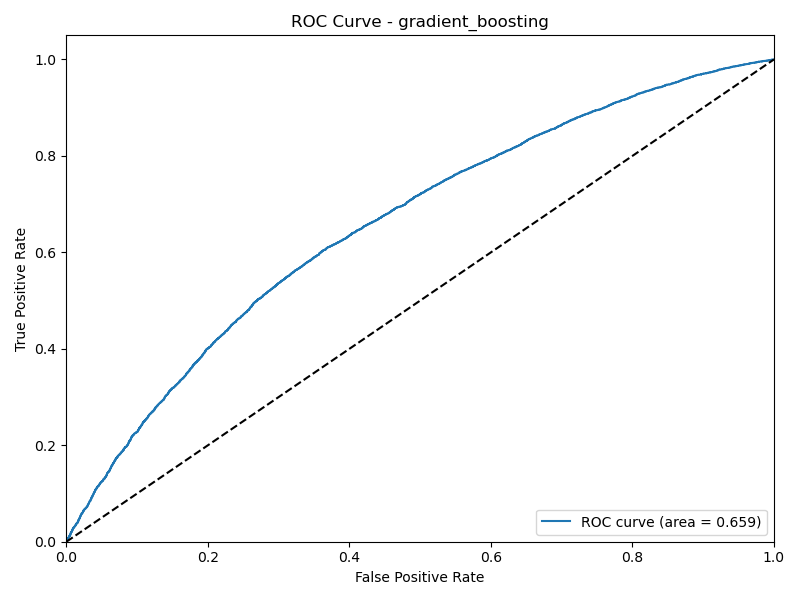 ROC Curve - gradient_boosting
True Positive Rate
1.0
0.8
0.6
0.4
0.2
0.0
ROC curve (area = 0.659)
0.0 0.2 0.4 0.6 0.8 1.0
False Positive Rate